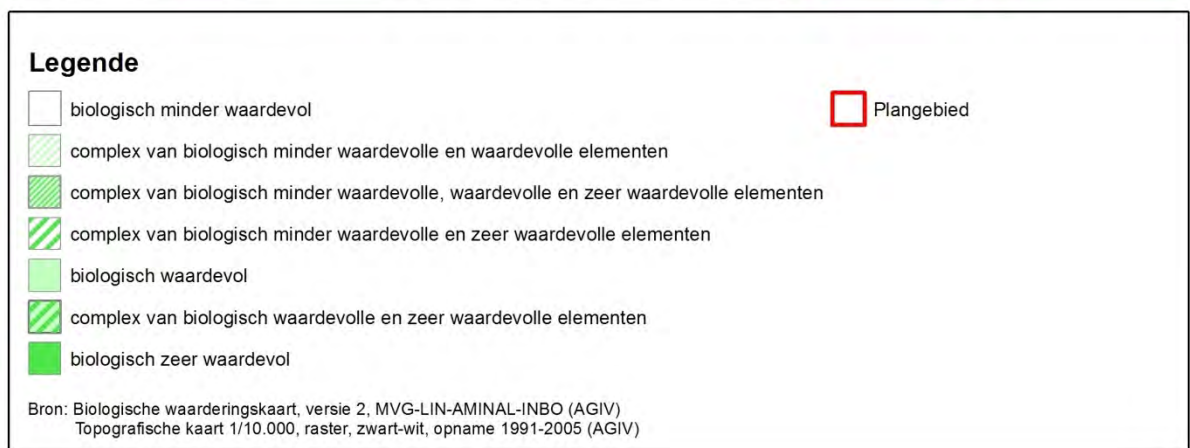 Legende
biologisch minder waardevol
Plangebied
complex van biologisch minder waardevolle en waardevolle elementen
complex van biologisch minder waardevolle, waardevolle en zeer waardevolle elementen
complex van biologisch minder waardevolle en zeer waardevolle elementen
biologisch waardevol
complex van biologisch waardevolle en zeer waardevolle elementen
biologisch zeer waardevol
Bron: Biologische waarderingskaart, versie 2, MVG-LIN-AMINAL-INBO (AGIV)
Topografische kaart 1/10.000, raster, zwart-wit, opname 1991-2005 (AGIV)